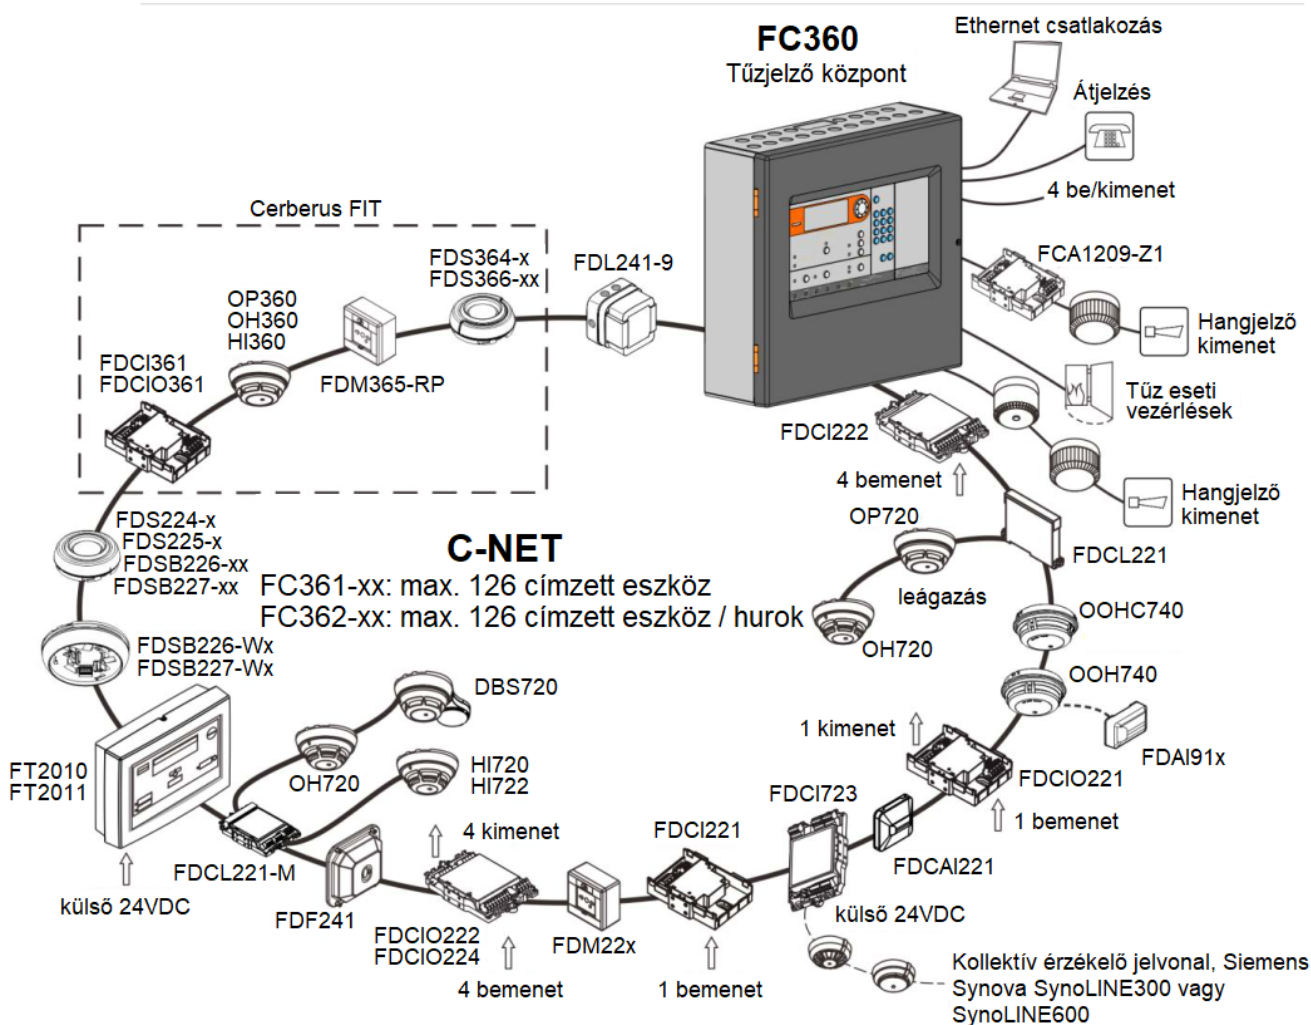 Ethernet csatlakozás
FC360
Tűzjelző központ
Átjelzés
4 be/kimenet
Cerberus FIT
FCA1209-Z1
FDS364-x
FDS366-xx
FDL241-9
OP360
OH360
HI360
Hangjelző
kimenet
FDCI361
FDCIO361
FDM365-RP
Tűz eseti
vezérlések
FDCI222
4 bemenet
Hangjelző
kimenet
OP720
FDS224-x
FDS225-x
FDSB226-xx
FDSB227-xx
C-NET
FDCL221
FC361-xx: max. 126 címzett eszköz
FC362-xx: max. 126 címzett eszköz / hurok
leágazás
OOHC740
OH720
FDSB226-Wx
FDSB227-Wx
OOH740
DBS720
1 kimenet
FT2010
FT2011
OH720
HI720
HI722
FDAI91x
FDCIO221
FDCI723
4 kimenet
FDCI221
1 bemenet
FDCL221-M
FDCAI221
külső 24VDC
FDF241
külső 24VDC
FDCIO222
FDCIO224
FDM22x
4 bemenet
1 bemenet
Kollektív érzékelő jelvonal, Siemens
Synova SynoLINE300 vagy
SynoLINE600